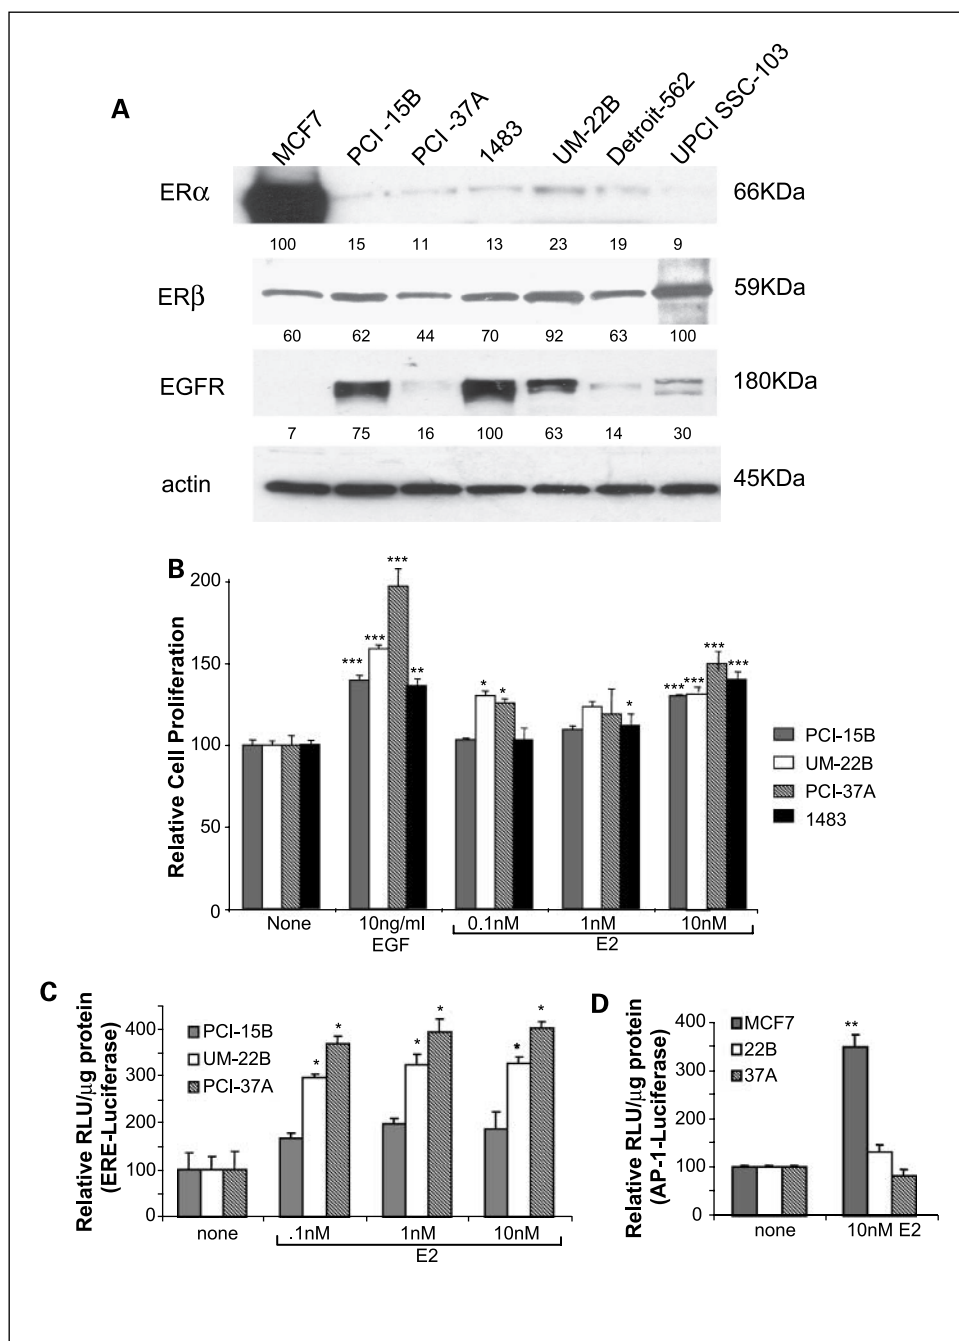 A
MCF7
PCI -15B
PCI -37A
1483
UM-22B
Detroit-562
UPCI SSC-103
ERα 66KDa
100 15 11 13 23 19 9
ERβ 59KDa
60 62 44 70 92 63 100
EGFR 180KDa
7 75 16 100 63 14 30
actin 45KDa
B
Relative Cell Proliferation
200
150
100
50
0
*** *** *** **
* *
*
*** *** *** ***
None 10ng/ml EGF 0.1nM 1nM 10nM
E2
PCI-15B
UM-22B
PCI-37A
1483
C
Relative RLU/μg protein
(ERE-Luciferase)
400
300
200
100
0
PCI-15B
UM-22B
PCI-37A
* * * * * *
none .1nM 1nM 10nM
E2
D
Relative RLU/μg protein
(AP-1-Luciferase)
400
300
200
100
0
MCF7
22B
37A
**
none 10nM E2